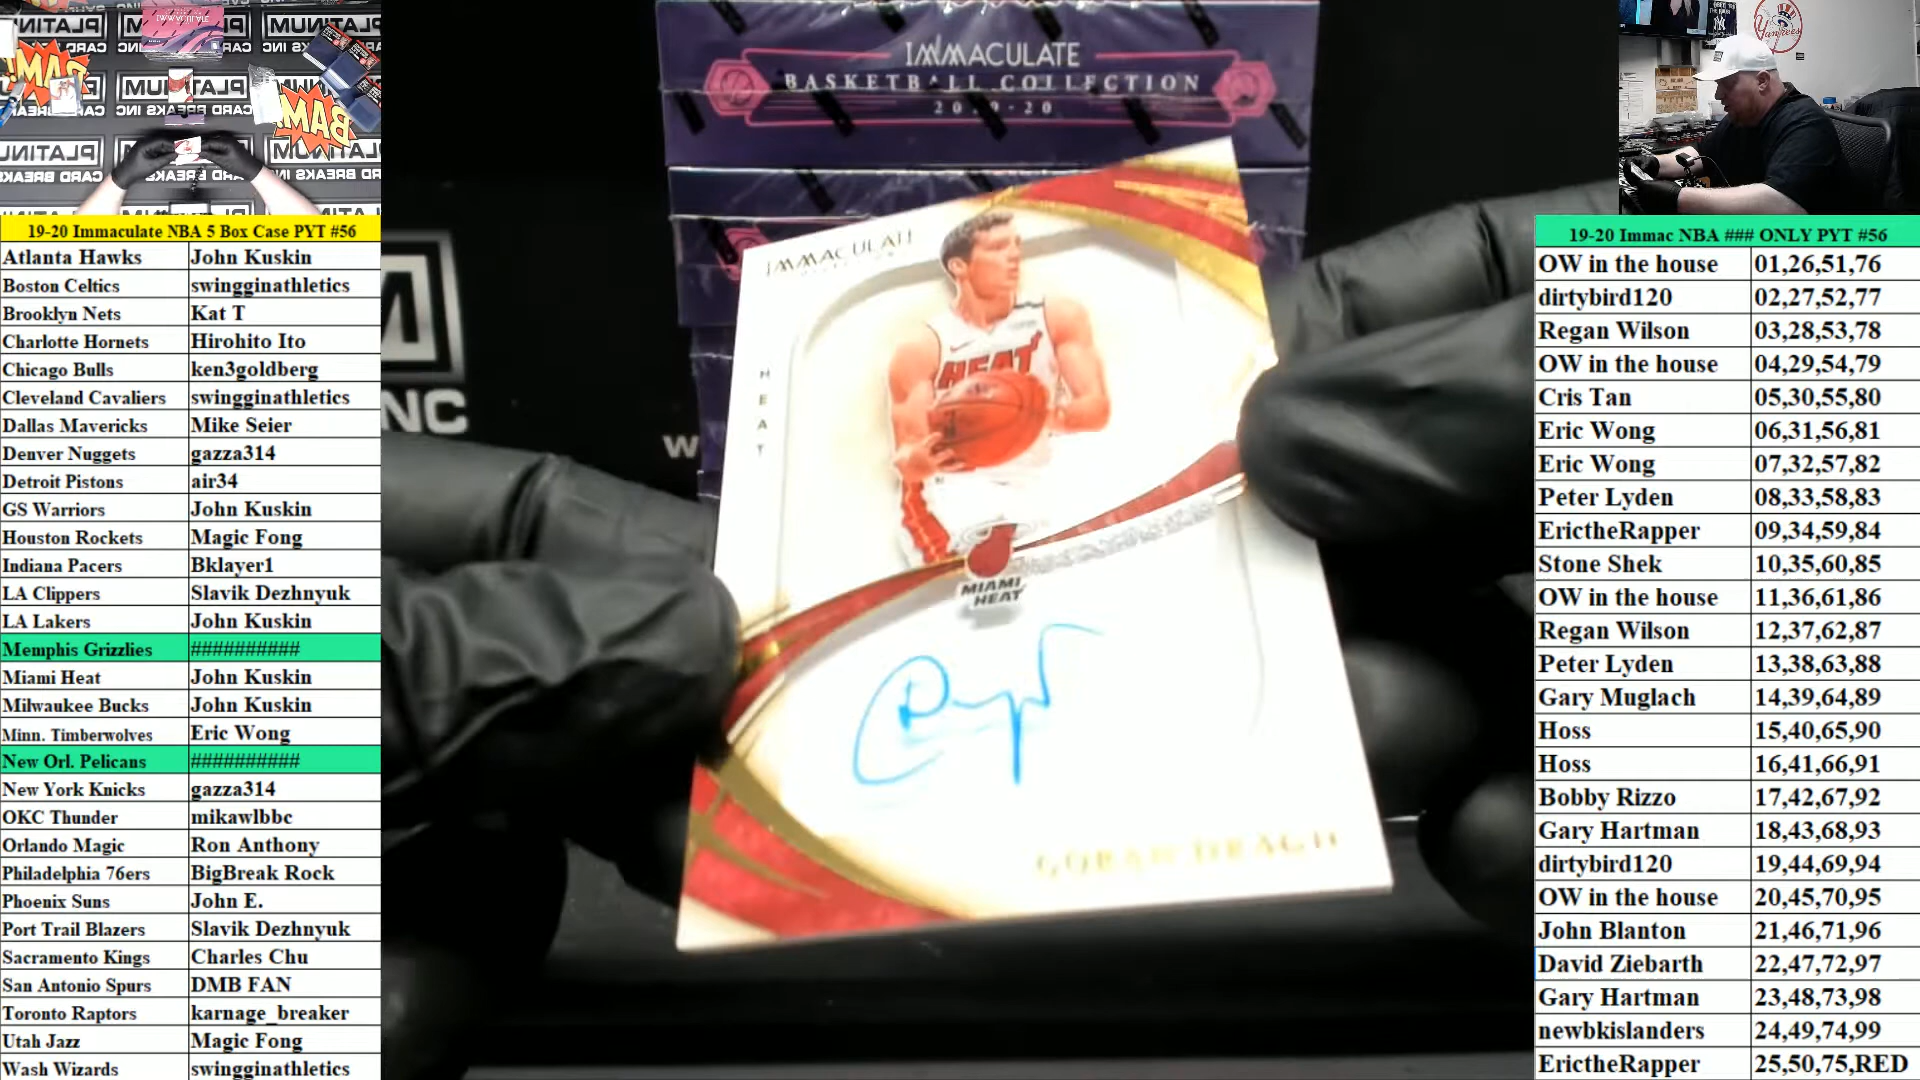 IMMACULATE
BASKETBALL COLLECTION
2019-20
IMMACULATE
HEAT
HEAT
MIAMI
HEAT
GORAN DRAGIĆ
NC
W
BAM!
BAM!
PLATINUM
CARD BREAKS INC
Yankees
19-20 Immaculate NBA 5 Box Case PYT #56
Atlanta Hawks John Kuskin
Boston Celtics swingginathletics
Brooklyn Nets Kat T
Charlotte Hornets Hirohito Ito
Chicago Bulls ken3goldberg
Cleveland Cavaliers swingginathletics
Dallas Mavericks Mike Seier
Denver Nuggets gazza314
Detroit Pistons air34
GS Warriors John Kuskin
Houston Rockets Magic Fong
Indiana Pacers Bklayer1
LA Clippers Slavik Dezhnyuk
LA Lakers John Kuskin
Memphis Grizzlies ##########
Miami Heat John Kuskin
Milwaukee Bucks John Kuskin
Minn. Timberwolves Eric Wong
New Orl. Pelicans ##########
New York Knicks gazza314
OKC Thunder mikawlbbc
Orlando Magic Ron Anthony
Philadelphia 76ers BigBreak Rock
Phoenix Suns John E.
Port Trail Blazers Slavik Dezhnyuk
Sacramento Kings Charles Chu
San Antonio Spurs DMB FAN
Toronto Raptors karnage_breaker
Utah Jazz Magic Fong
Wash Wizards swingginathletics
19-20 Immac NBA ### ONLY PYT #56
OW in the house 01,26,51,76
dirtybird120 02,27,52,77
Regan Wilson 03,28,53,78
OW in the house 04,29,54,79
Cris Tan 05,30,55,80
Eric Wong 06,31,56,81
Eric Wong 07,32,57,82
Peter Lyden 08,33,58,83
ErictheRapper 09,34,59,84
Stone Shek 10,35,60,85
OW in the house 11,36,61,86
Regan Wilson 12,37,62,87
Peter Lyden 13,38,63,88
Gary Muglach 14,39,64,89
Hoss 15,40,65,90
Hoss 16,41,66,91
Bobby Rizzo 17,42,67,92
Gary Hartman 18,43,68,93
dirtybird120 19,44,69,94
OW in the house 20,45,70,95
John Blanton 21,46,71,96
David Ziebarth 22,47,72,97
Gary Hartman 23,48,73,98
newbkislanders 24,49,74,99
ErictheRapper 25,50,75,RED